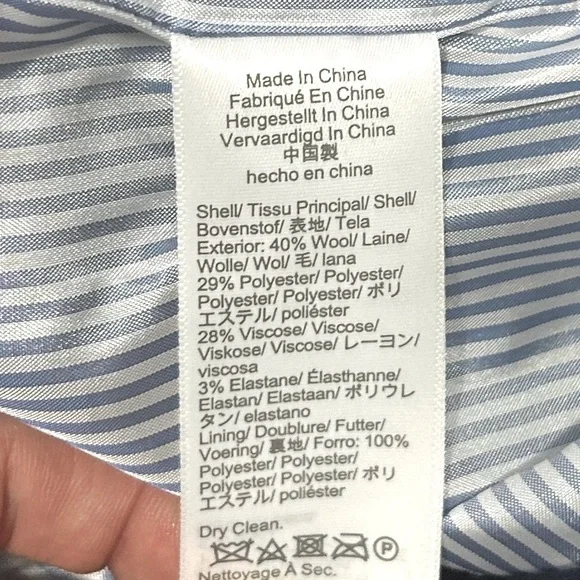 Made In China
Fabriqué En Chine
Hergestellt In China
Vervaardigd In China
中国製
hecho en china
Shell/ Tissu Principal/ Shell/
Bovenstof/ 表地/ Tela
Exterior: 40% Wool/ Laine/
Wolle/ Wol/ 毛/ lana
29% Polyester/ Polyester/
Polyester/ Polyester/ ポリ
エステル/ poliéster
28% Viscose/ Viscose/
Viskose/ Viscose/ レーヨン/
viscosa
3% Elastane/ Élasthanne/
Elastan/ Elastaan/ ポリウレ
タン/ elastano
Lining/ Doublure/ Futter/
Voering/ 裏地/ Forro: 100%
Polyester/ Polyester/
Polyester/ Polyester/ ポリ
エステル/ poliéster
Dry Clean.
P
Nettoyage À Sec.